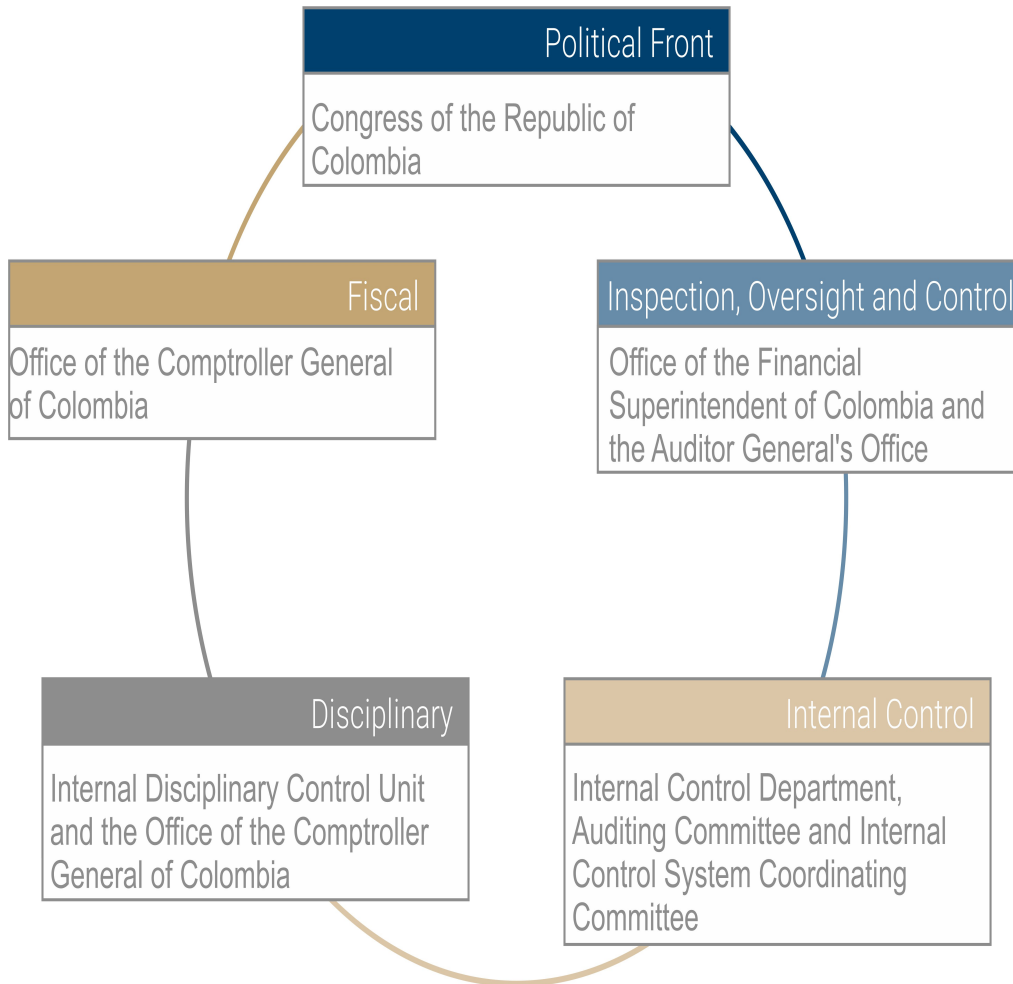 Political Front
Congress of the Republic of
Colombia
Fiscal
Office of the Comptroller General
of Colombia
Inspection, Oversight and Control
Office of the Financial
Superintendent of Colombia and
the Auditor General's Office
Disciplinary
Internal Disciplinary Control Unit
and the Office of the Comptroller
General of Colombia
Internal Control
Internal Control Department,
Auditing Committee and Internal
Control System Coordinating
Committee